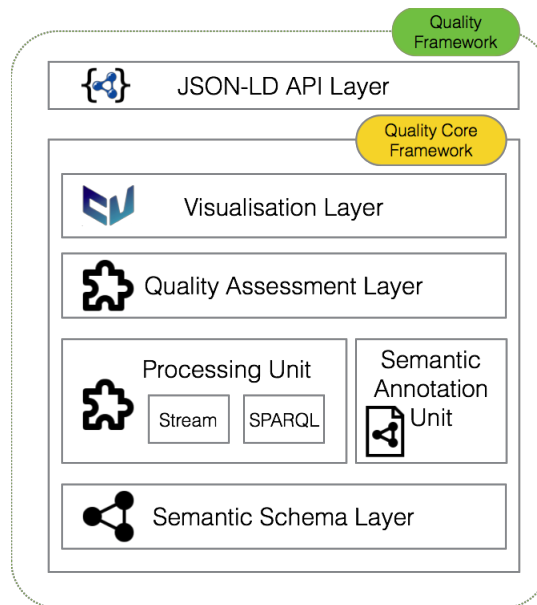 Quality
Framework
JSON-LD API Layer
Quality Core
Framework
Visualisation Layer
Quality Assessment Layer
Processing Unit
Stream
SPARQL
Semantic
Annotation
Unit
Semantic Schema Layer